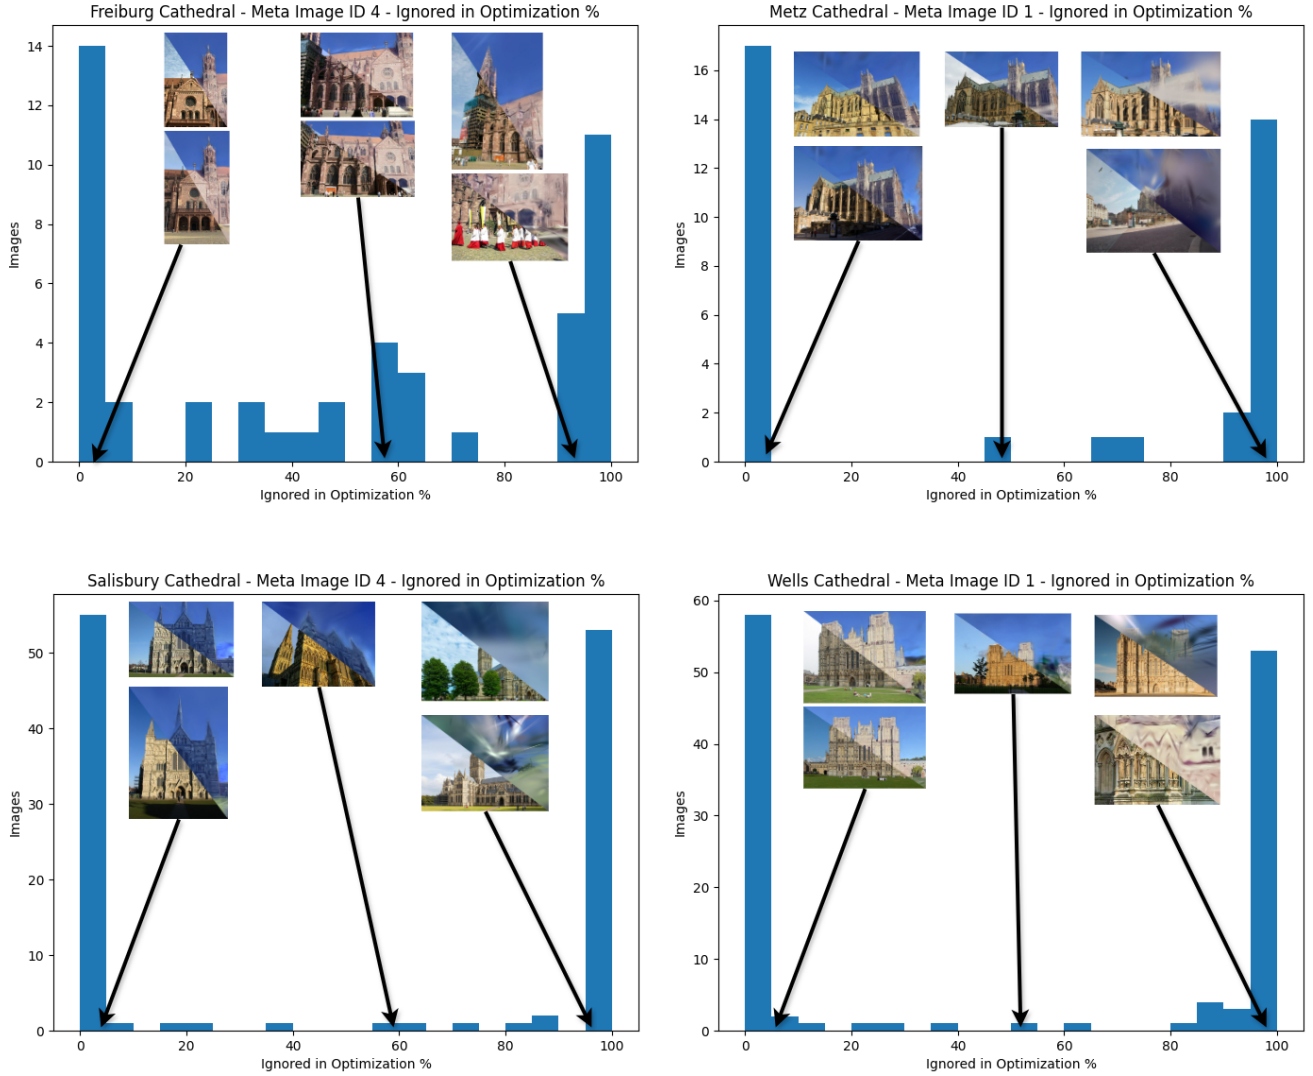 Freiburg Cathedral - Meta Image ID 4 - Ignored in Optimization %
14
12
10
8
6
4
2
0
Images
0 20 40 60 80 100
Ignored in Optimization %
Metz Cathedral - Meta Image ID 1 - Ignored in Optimization %
16
14
12
10
8
6
4
2
0
Images
0 20 40 60 80 100
Ignored in Optimization %
Salisbury Cathedral - Meta Image ID 4 - Ignored in Optimization %
50
40
30
20
10
0
Images
0 20 40 60 80 100
Ignored in Optimization %
Wells Cathedral - Meta Image ID 1 - Ignored in Optimization %
60
50
40
30
20
10
0
Images
0 20 40 60 80 100
Ignored in Optimization %